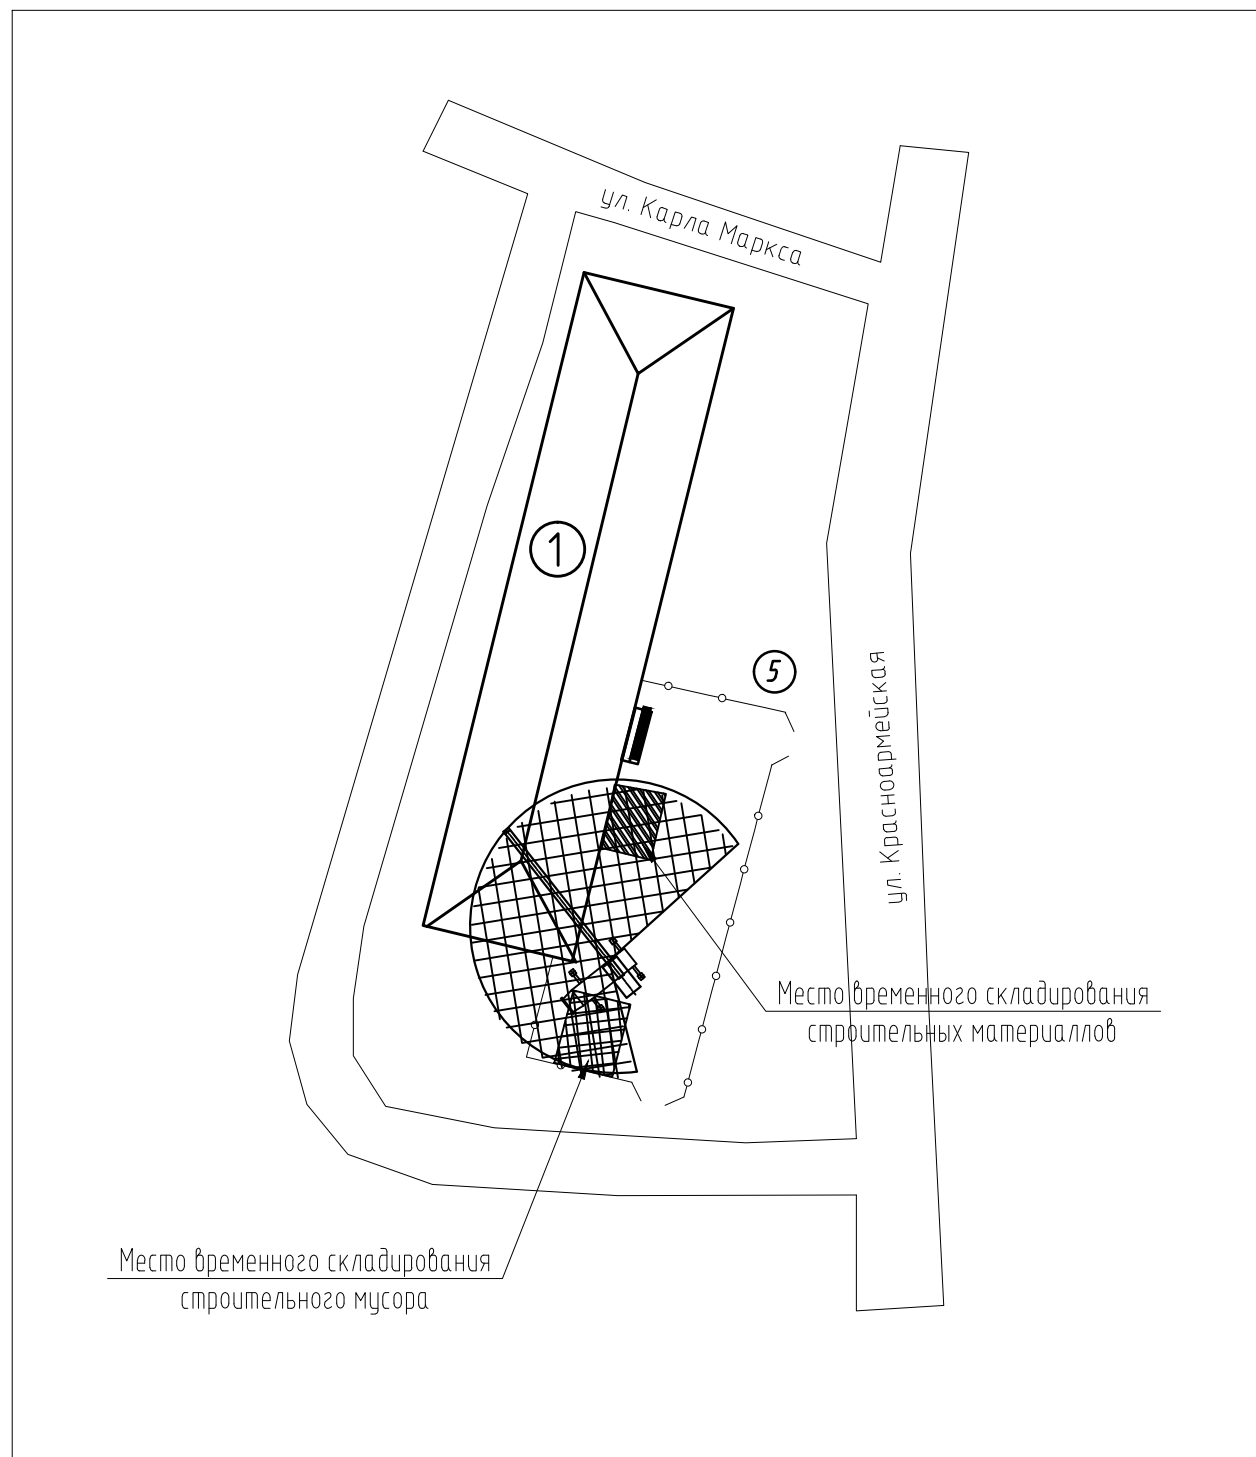 ул. Карла Маркса
1
5
ул. Красноармейская
Место временного складирования
строительных материаллов
Место временного складирования
строительного мусора